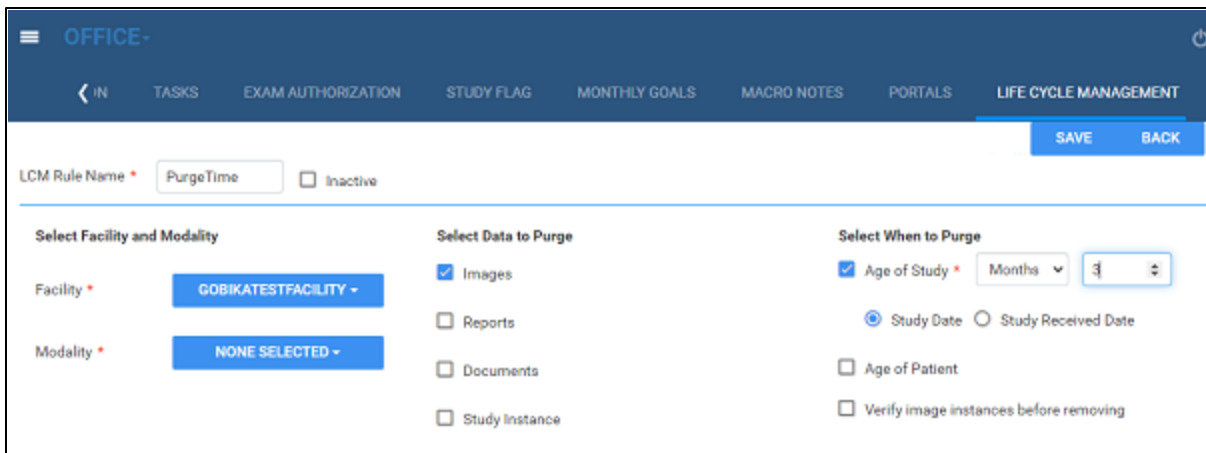 OFFICE
IN TASKS EXAM AUTHORIZATION STUDY FLAG MONTHLY GOALS MACRO NOTES PORTALS LIFE CYCLE MANAGEMENT
SAVE BACK
LCM Rule Name * PurgeTime Inactive
Select Facility and Modality
Facility * GOBIKATESTFACILITY
Modality * NONE SELECTED
Select Data to Purge
Images
Reports
Documents
Study Instance
Select When to Purge
Age of Study * Months 3
Study Date Study Received Date
Age of Patient
Verify image instances before removing